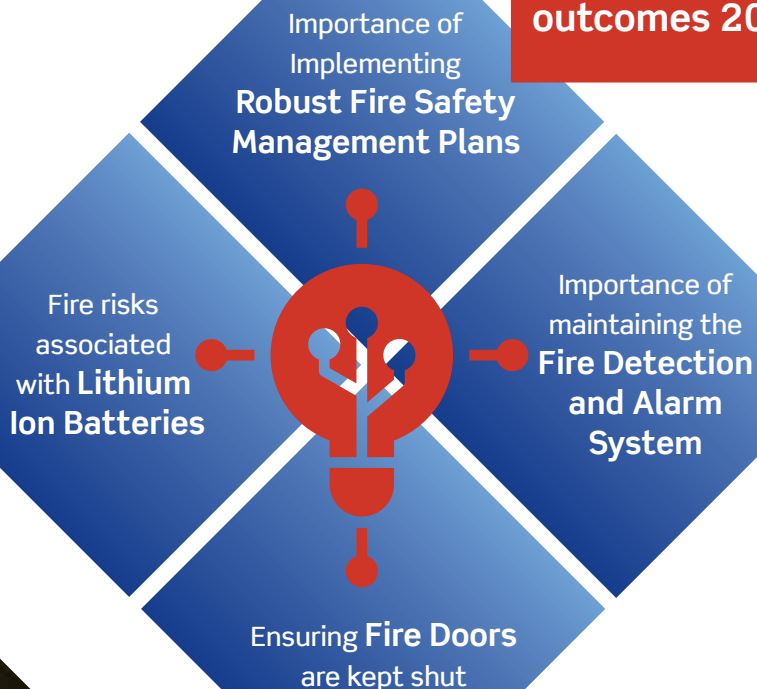 outcomes 20
Importance of
Implementing
Robust Fire Safety
Management Plans
Fire risks
associated
with Lithium
Ion Batteries
Importance of
maintaining the
Fire Detection
and Alarm
System
Ensuring Fire Doors
are kept shut